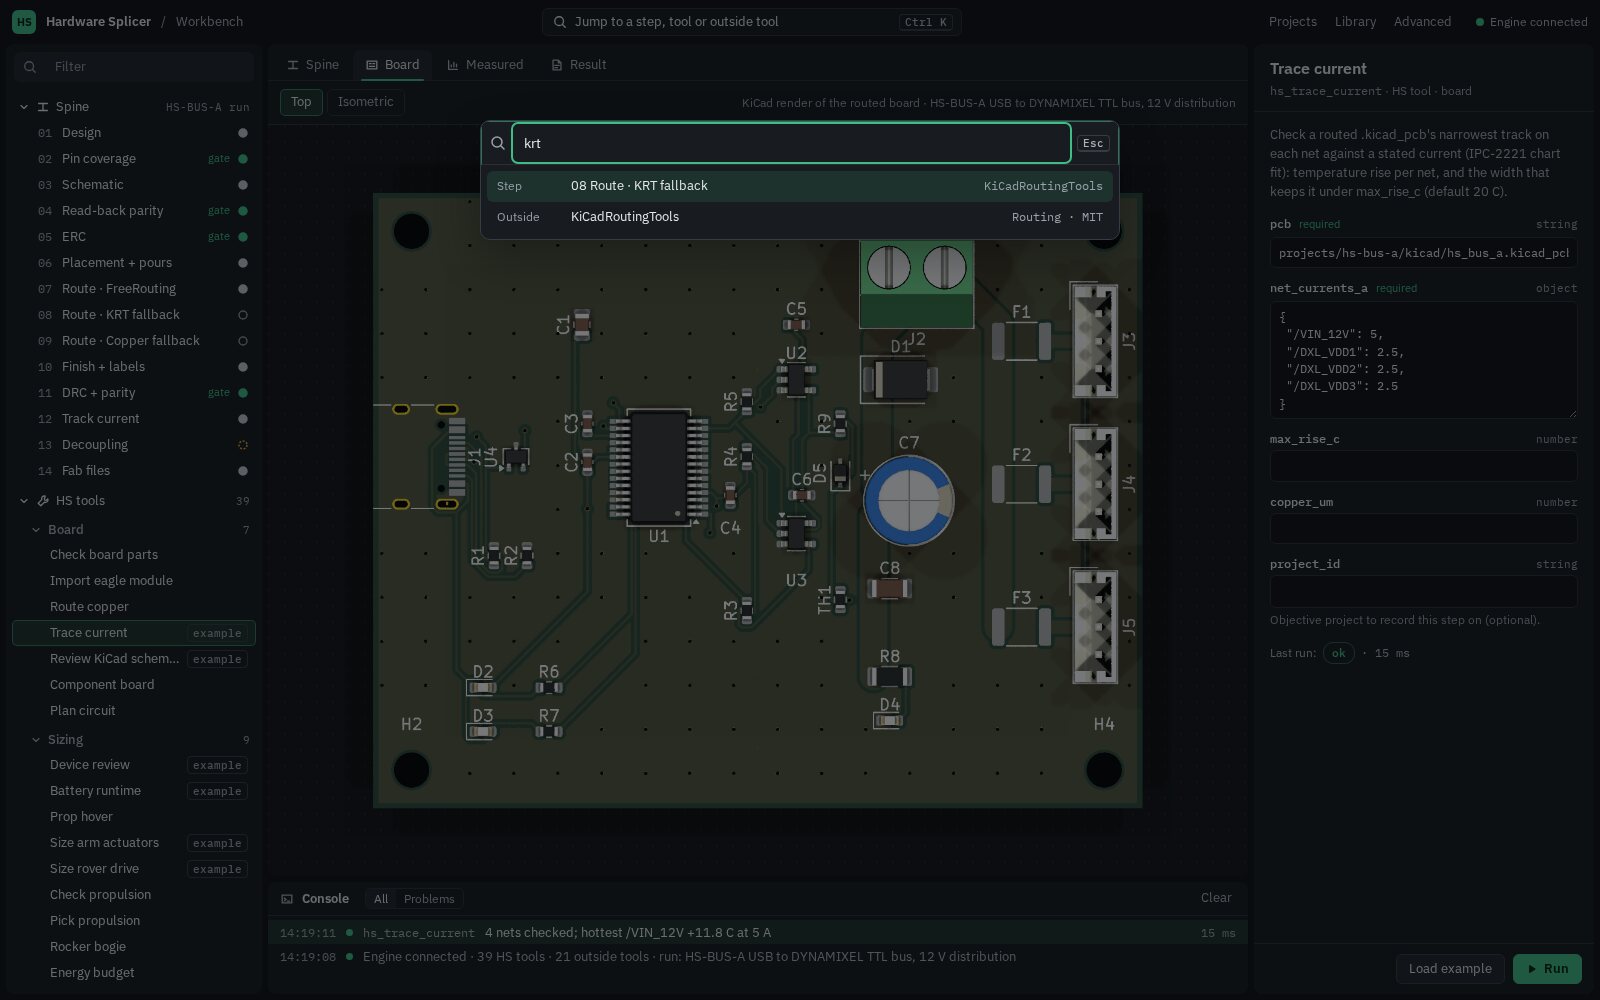 HS Hardware Splicer / Workbench
Jump to a step, tool or outside tool Ctrl K
Projects Library Advanced Engine connected
Filter
Spine HS-BUS-A run
01 Design
02 Pin coverage gate
03 Schematic
04 Read-back parity gate
05 ERC gate
06 Placement + pours
07 Route · FreeRouting
08 Route · KRT fallback
09 Route · Copper fallback
10 Finish + labels
11 DRC + parity gate
12 Track current
13 Decoupling
14 Fab files
HS tools 39
Board 7
Check board parts
Import eagle module
Route copper
Trace current example
Review KiCad schem... example
Component board
Plan circuit
Sizing 9
Device review example
Battery runtime example
Prop hover
Size arm actuators example
Size rover drive example
Check propulsion
Pick propulsion
Rocker bogie
Energy budget
Spine Board Measured Result
Top Isometric
KiCad render of the routed board · HS-BUS-A USB to DYNAMIXEL TTL bus, 12 V distribution
krt Esc
Step 08 Route · KRT fallback KiCadRoutingTools
Outside KiCadRoutingTools Routing · MIT
C1
C5
F1
J3
J2
D1
U2
R5
C3
R9
C7
J1
U4
C2
R4
D5
+
F2
J4
C6
C4
U1
R1
R2
U3
C8
R3
TH1
F3
J5
R8
D2
R6
D4
D3
R7
H2
H4
Console All Problems Clear
14:19:11 hs_trace_current 4 nets checked; hottest /VIN_12V +11.8 C at 5 A 15 ms
14:19:08 Engine connected · 39 HS tools · 21 outside tools · run: HS-BUS-A USB to DYNAMIXEL TTL bus, 12 V distribution
Trace current
hs_trace_current · HS tool · board
Check a routed .kicad_pcb's narrowest track on
each net against a stated current (IPC-2221 chart
fit): temperature rise per net, and the width that
keeps it under max_rise_c (default 20 C).
pcb required string
projects/hs-bus-a/kicad/hs_bus_a.kicad_pcb
net_currents_a required object
{
"/VIN_12V": 5,
"/DXL_VDD1": 2.5,
"/DXL_VDD2": 2.5,
"/DXL_VDD3": 2.5
}
max_rise_c number
copper_um number
project_id string
Objective project to record this step on (optional).
Last run: ok · 15 ms
Load example Run